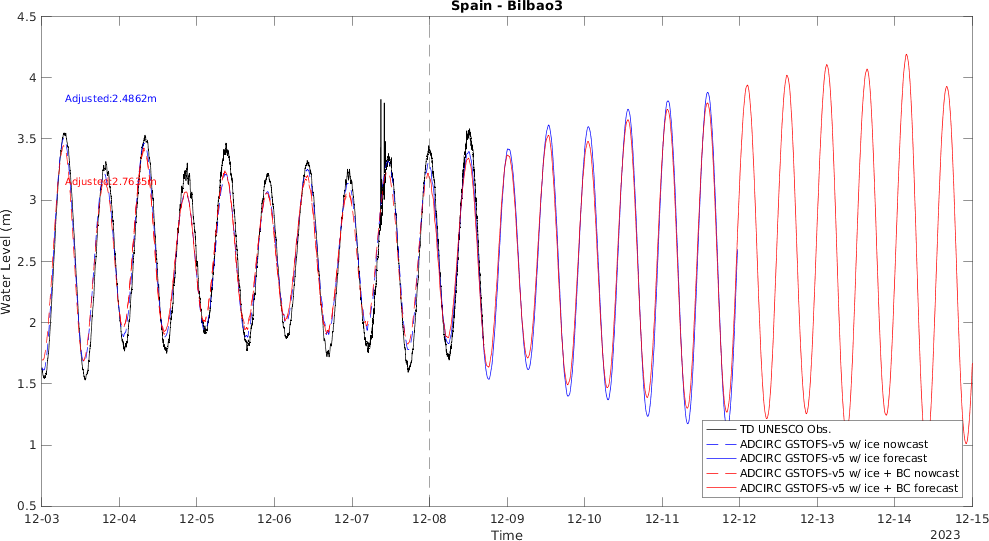 Spain - Bilbao3
4.5
4
3.5
3
2.5
2
1.5
1
0.5
Water Level (m)
Adjusted:2.4862m
Adjusted:2.7635m
TD UNESCO Obs.
ADCIRC GSTOFS-v5 w/ ice nowcast
ADCIRC GSTOFS-v5 w/ ice forecast
ADCIRC GSTOFS-v5 w/ ice + BC nowcast
ADCIRC GSTOFS-v5 w/ ice + BC forecast
12-03 12-04 12-05 12-06 12-07 12-08 12-09 12-10 12-11 12-12 12-13 12-14 12-15
Time
2023